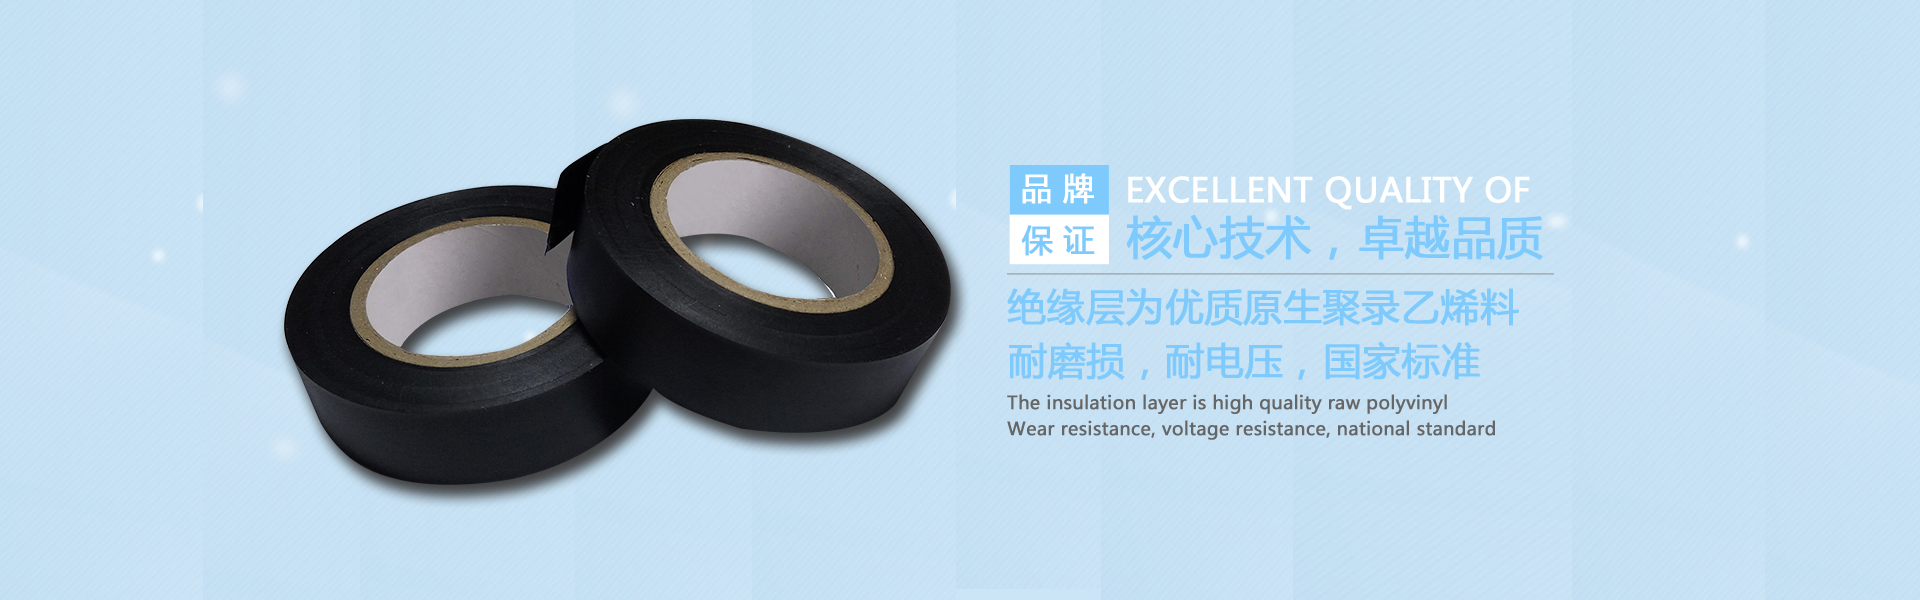 品牌
保证
EXCELLENT QUALITY OF
核心技术，卓越品质
绝缘层为优质原生聚录乙烯料
耐磨损，耐电压，国家标准
The insulation layer is high quality raw polyvinyl
Wear resistance, voltage resistance, national standard